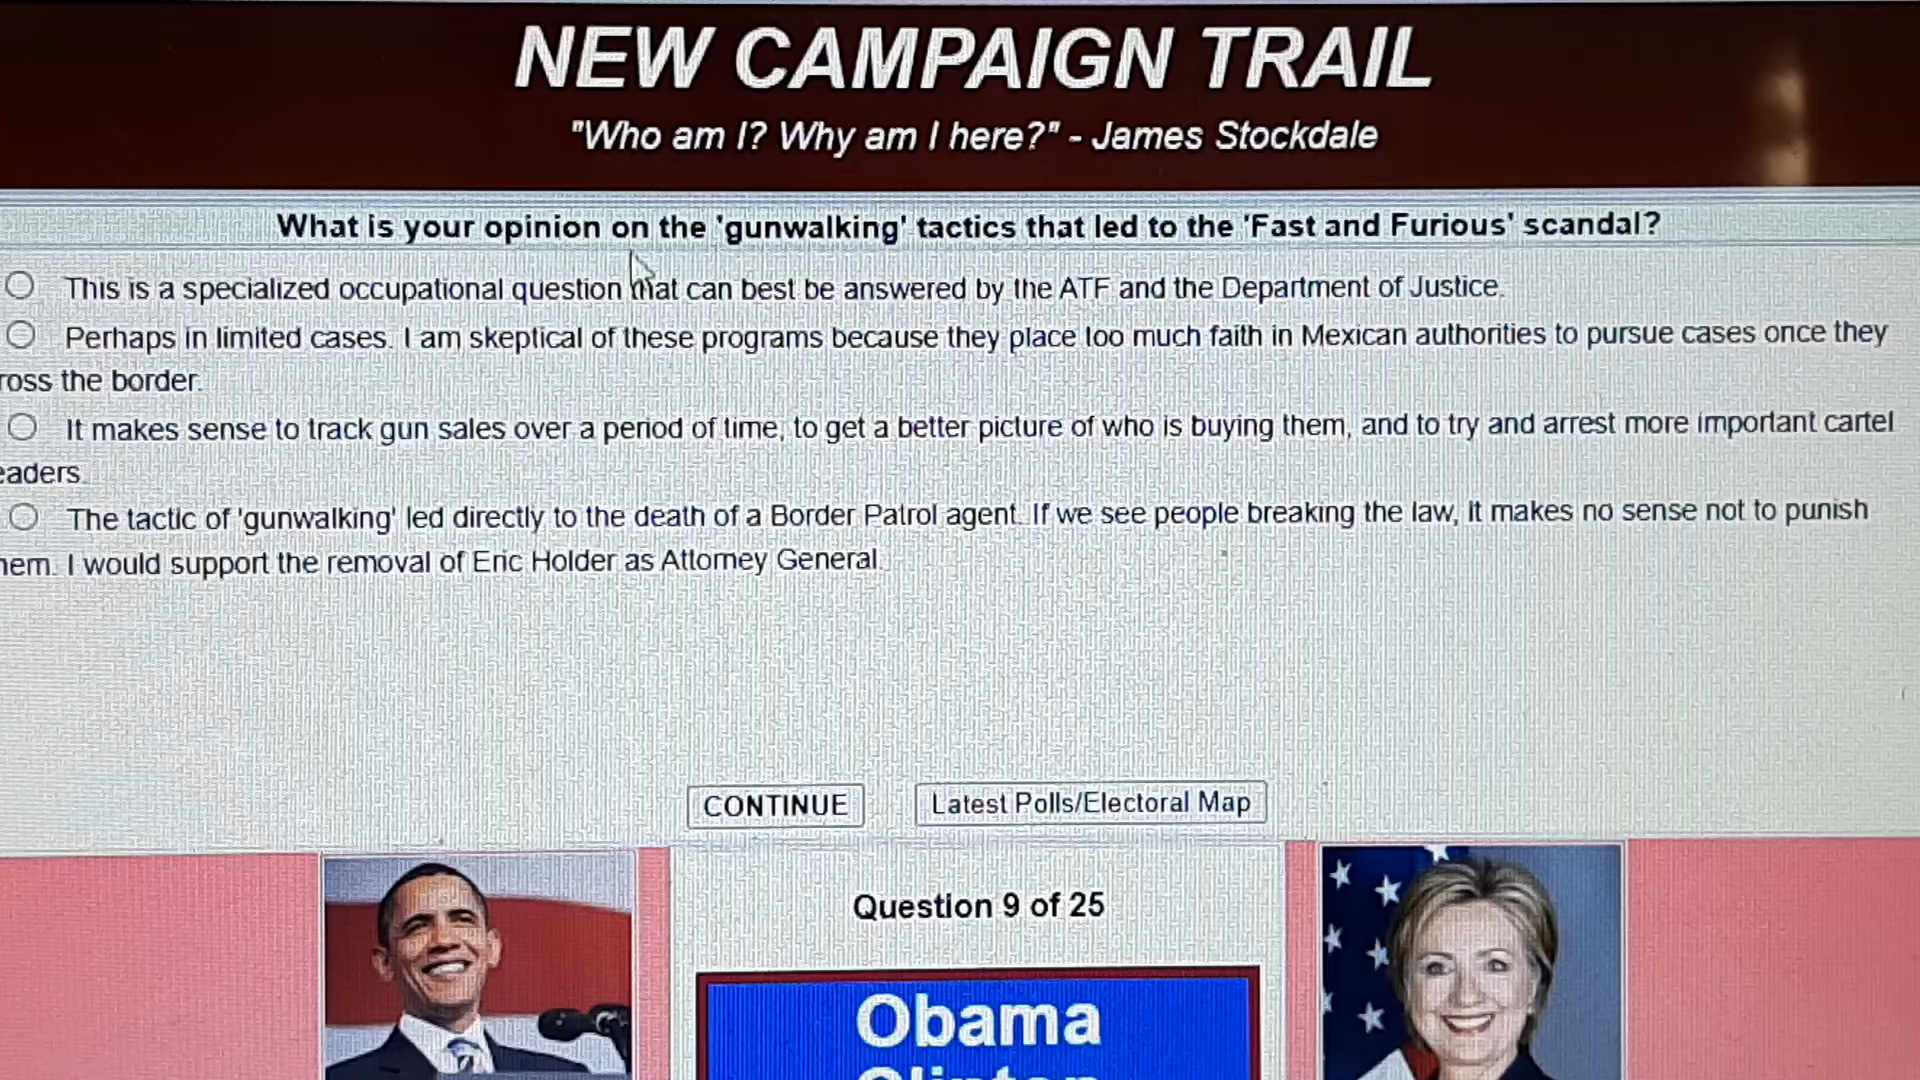 NEW CAMPAIGN TRAIL
"Who am I? Why am I here?" - James Stockdale
What is your opinion on the 'gunwalking' tactics that led to the 'Fast and Furious' scandal?
This is a specialized occupational question that can best be answered by the ATF and the Department of Justice.
Perhaps in limited cases. I am skeptical of these programs because they place too much faith in Mexican authorities to pursue cases once they
ross the border.
It makes sense to track gun sales over a period of time, to get a better picture of who is buying them, and to try and arrest more important cartel
eaders.
The tactic of 'gunwalking' led directly to the death of a Border Patrol agent. If we see people breaking the law, it makes no sense not to punish
hem. I would support the removal of Eric Holder as Attorney General.
CONTINUE
Latest Polls/Electoral Map
Question 9 of 25
Obama
Clinton